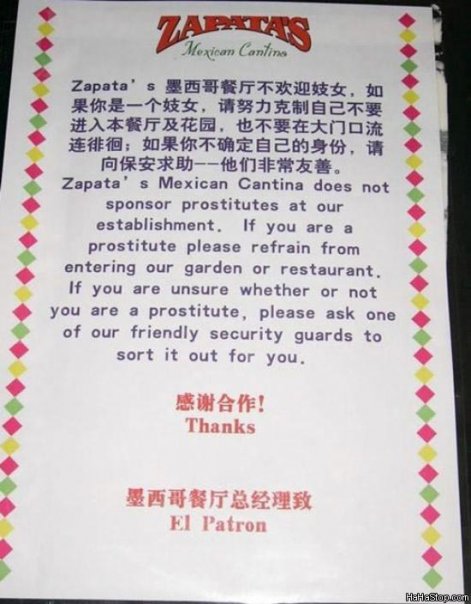 ZAPATA'S
Mexican Cantina
Zapata's 墨西哥餐厅不欢迎妓女，如
果你是一个妓女，请努力克制自己不要
进入本餐厅及花园，也不要在大门口流
连徘徊；如果你不确定自己的身份，请
向保安求助--他们非常友善。
Zapata's Mexican Cantina does not
sponsor prostitutes at our
establishment. If you are a
prostitute please refrain from
entering our garden or restaurant.
If you are unsure whether or not
you are a prostitute, please ask one
of our friendly security guards to
sort it out for you.
感谢合作!
Thanks
墨西哥餐厅总经理致
El Patron
HaHaStop.com